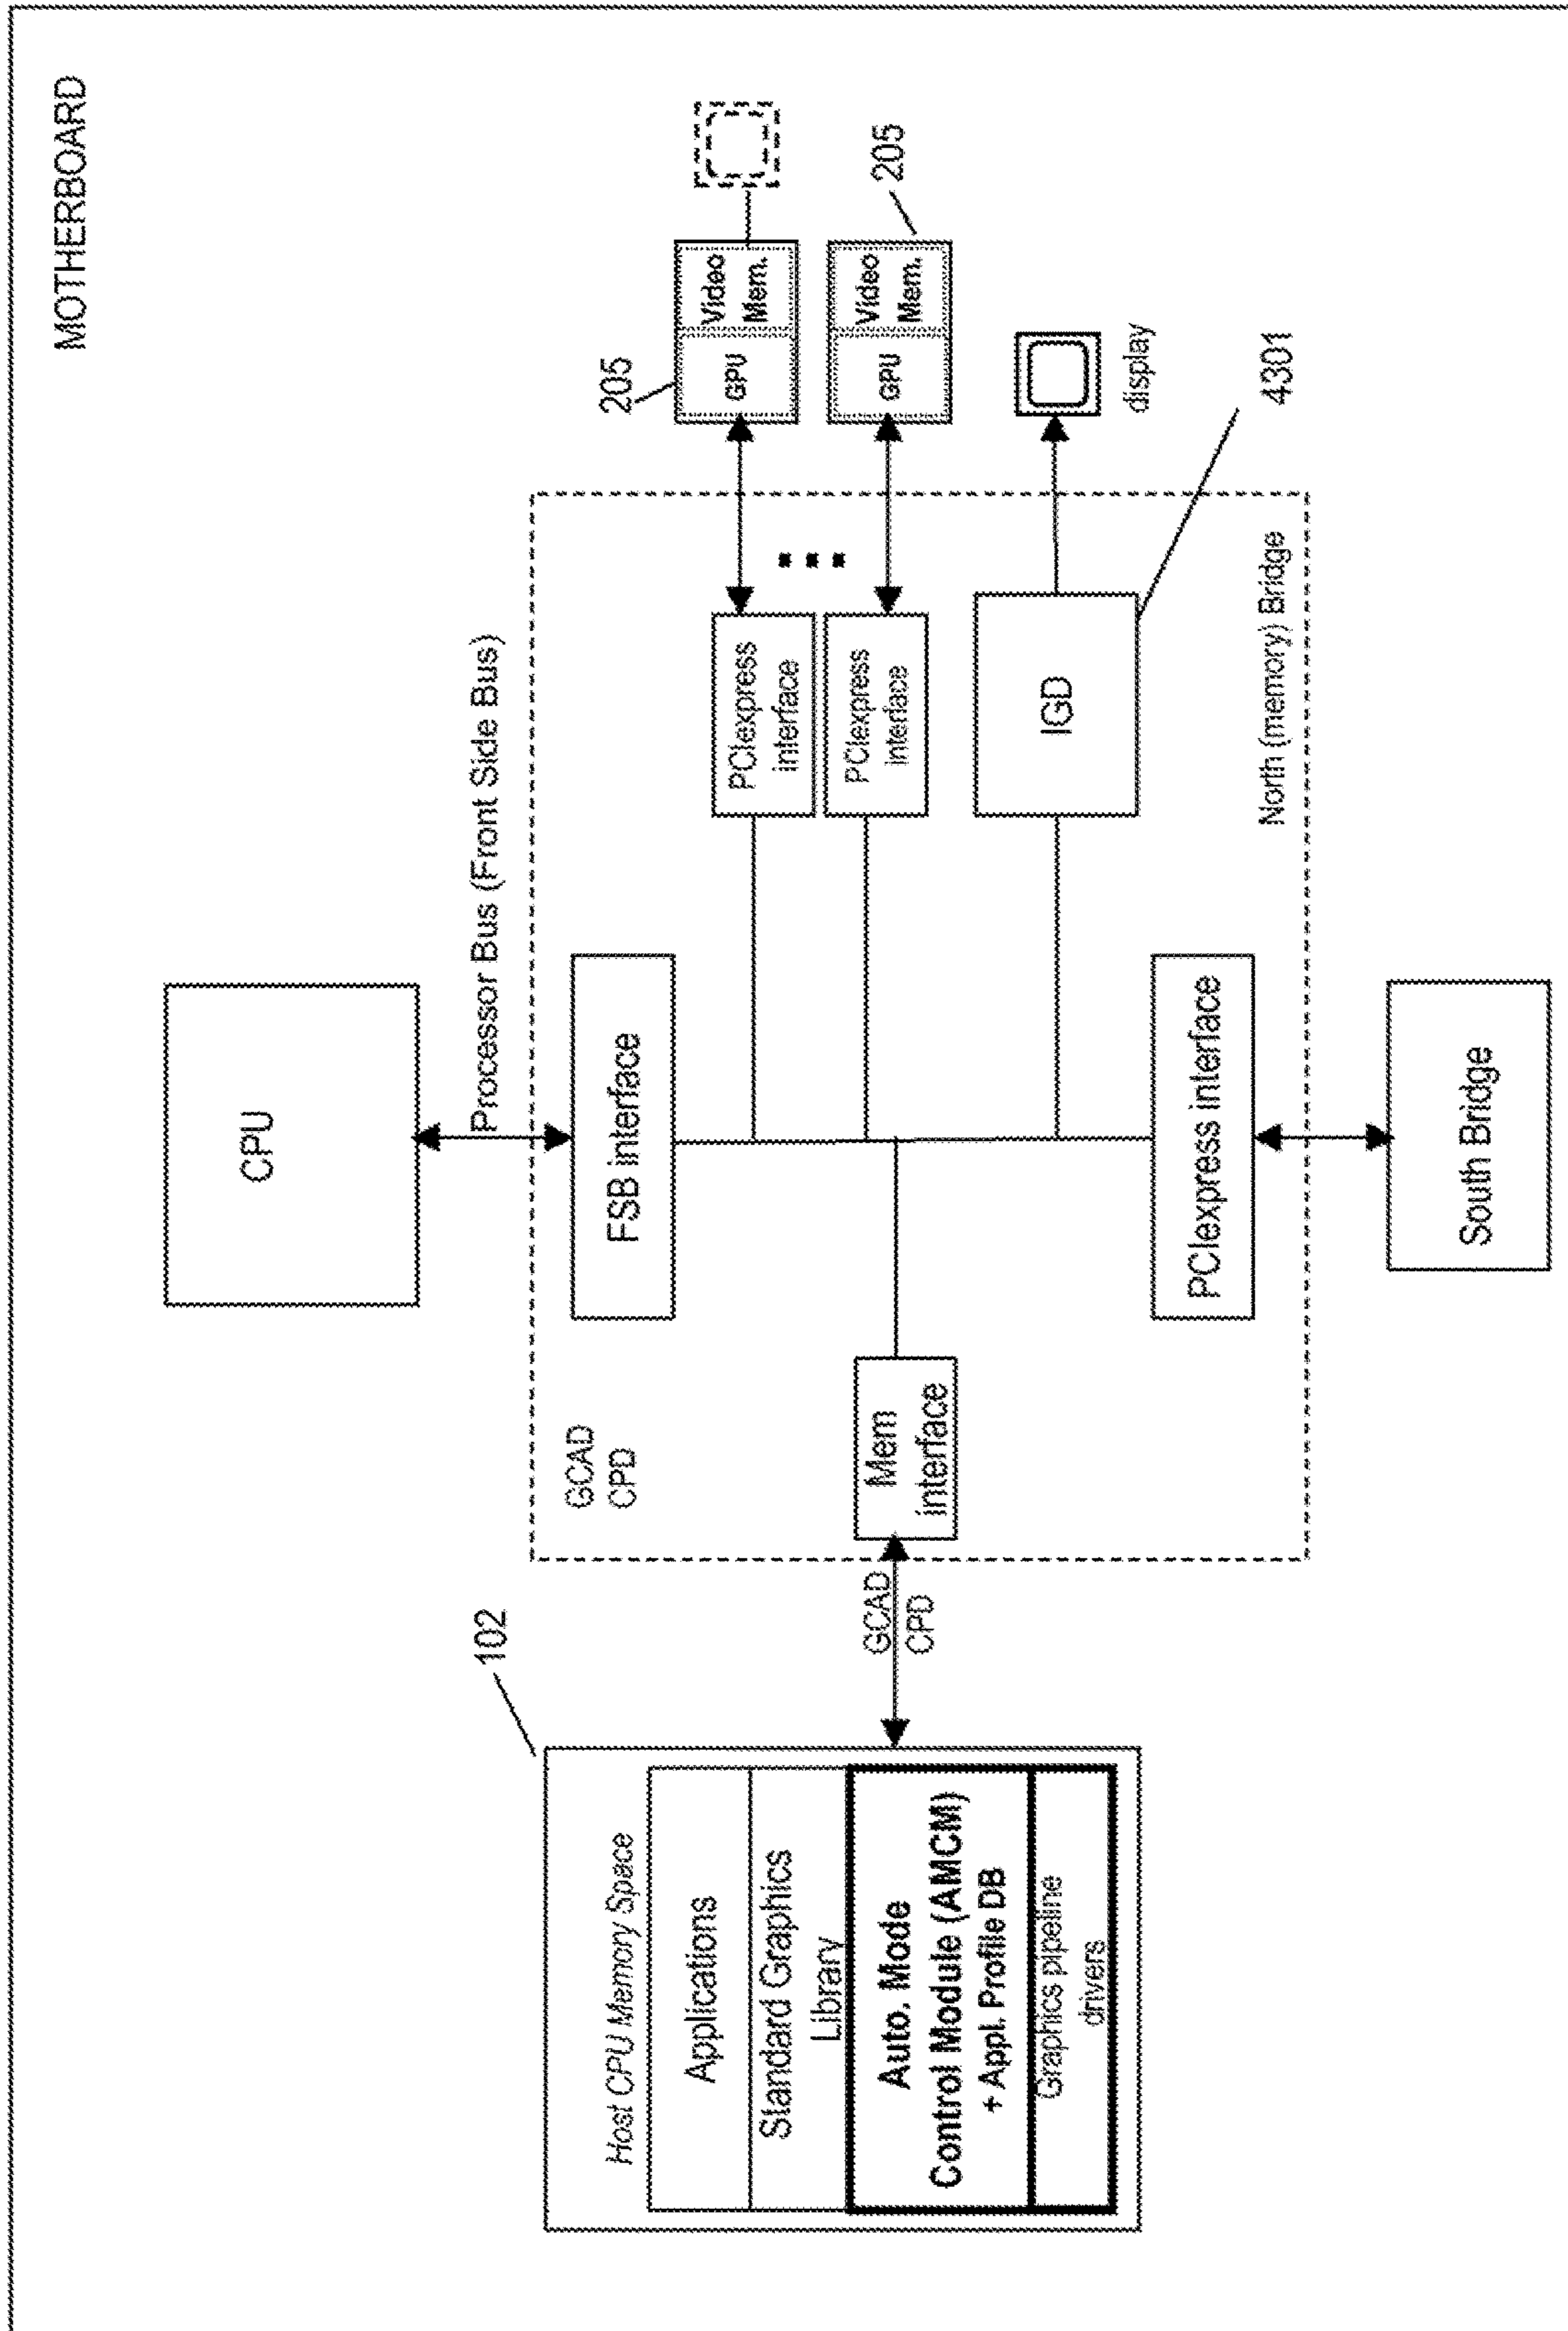 MOTHERBOARD
CPU
Processor Bus (Front Side Bus)
102
Host CPU Memory Space
Applications
Standard Graphics
Library
Auto. Mode
Control Module (AMCM)
+ Appl. Profile DB
Graphics pipeline
drivers
GCAD
CPD
GCAD
CPD
FSB interface
Mem
interface
PCIexpress
interface
PCIexpress
interface
IGD
PCIexpress interface
North (memory) Bridge
South Bridge
205
GPU
Video
Mem.
205
GPU
Video
Mem.
display
4301